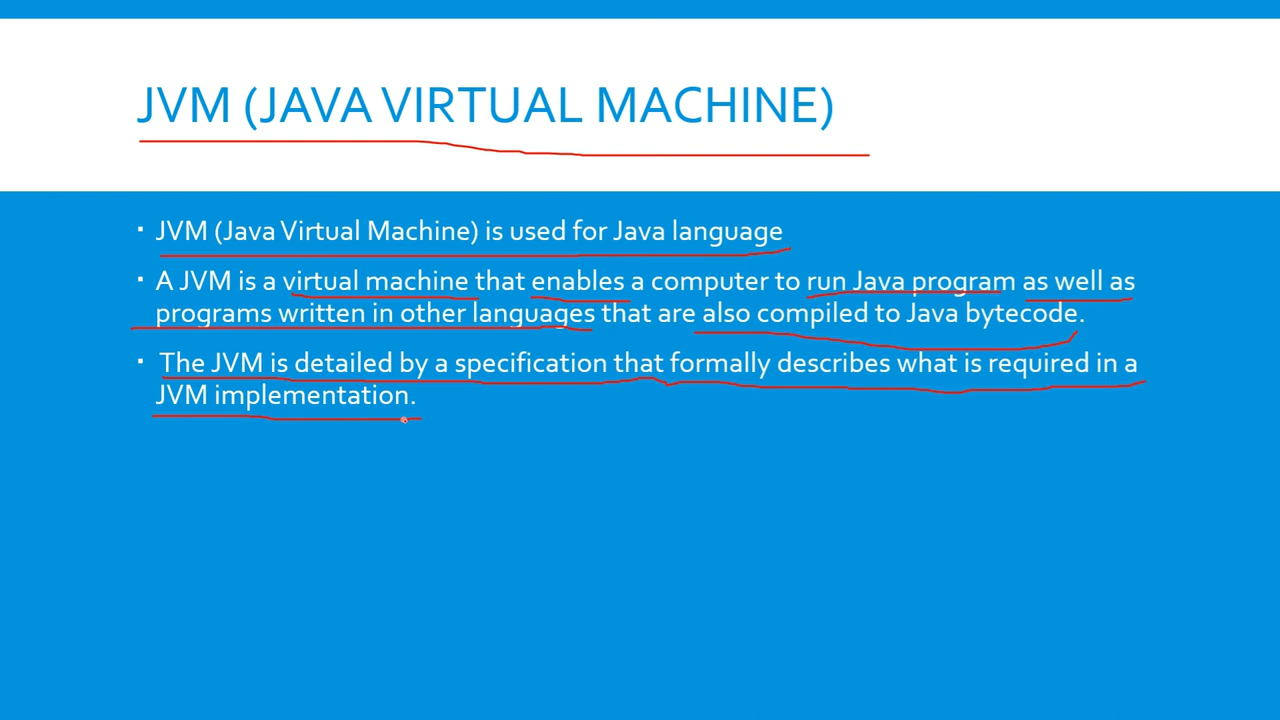 JVM (JAVA VIRTUAL MACHINE)
▪ JVM (Java Virtual Machine) is used for Java language
▪ A JVM is a virtual machine that enables a computer to run Java program as well as
programs written in other languages that are also compiled to Java bytecode.
▪ The JVM is detailed by a specification that formally describes what is required in a
JVM implementation.